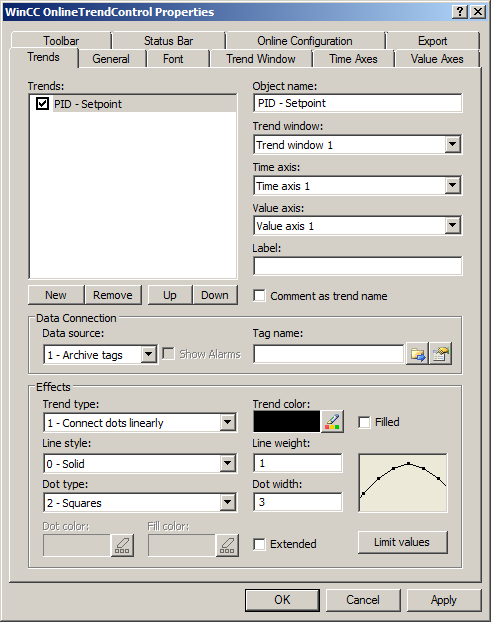 WinCC OnlineTrendControl Properties
Toolbar Status Bar Online Configuration Export
Trends General Font Trend Window Time Axes Value Axes
Trends:
PID - Setpoint
Object name:
PID - Setpoint
Trend window:
Trend window 1
Time axis:
Time axis 1
Value axis:
Value axis 1
Label:
New Remove Up Down
Comment as trend name
Data Connection
Data source:
1 - Archive tags
Show Alarms
Tag name:
Effects
Trend type:
1 - Connect dots linearly
Trend color:
Filled
Line style:
0 - Solid
Line weight:
1
Dot type:
2 - Squares
Dot width:
3
Dot color:
Fill color:
Extended
Limit values
OK Cancel Apply